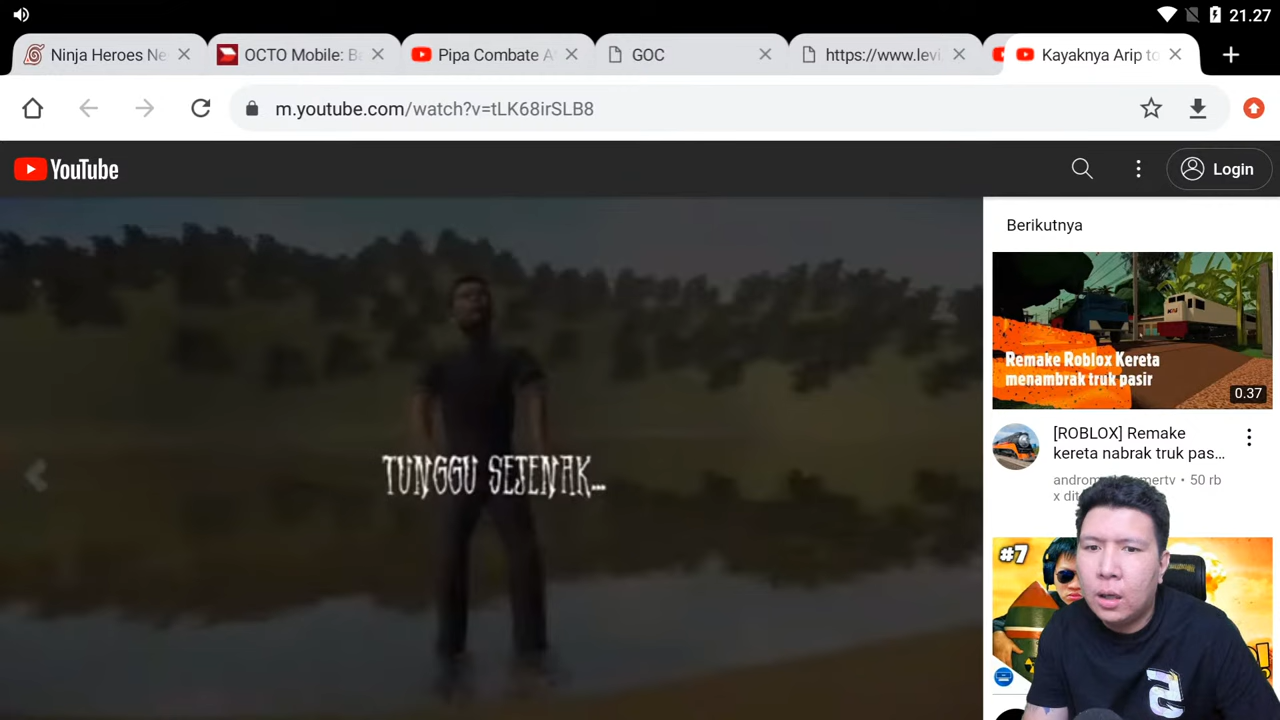 21.27
Ninja Heroes Ne
OCTO Mobile: B
Pipa Combate A
GOC
https://www.levi
Kayaknya Arip to
m.youtube.com/watch?v=tLK68irSLB8
YouTube
Login
Berikutnya
TUNGGU SEJENAK...
Remake Roblox Kereta
menambrak truk pasir
0.37
[ROBLOX] Remake
kereta nabrak truk pas...
50 rb
#7